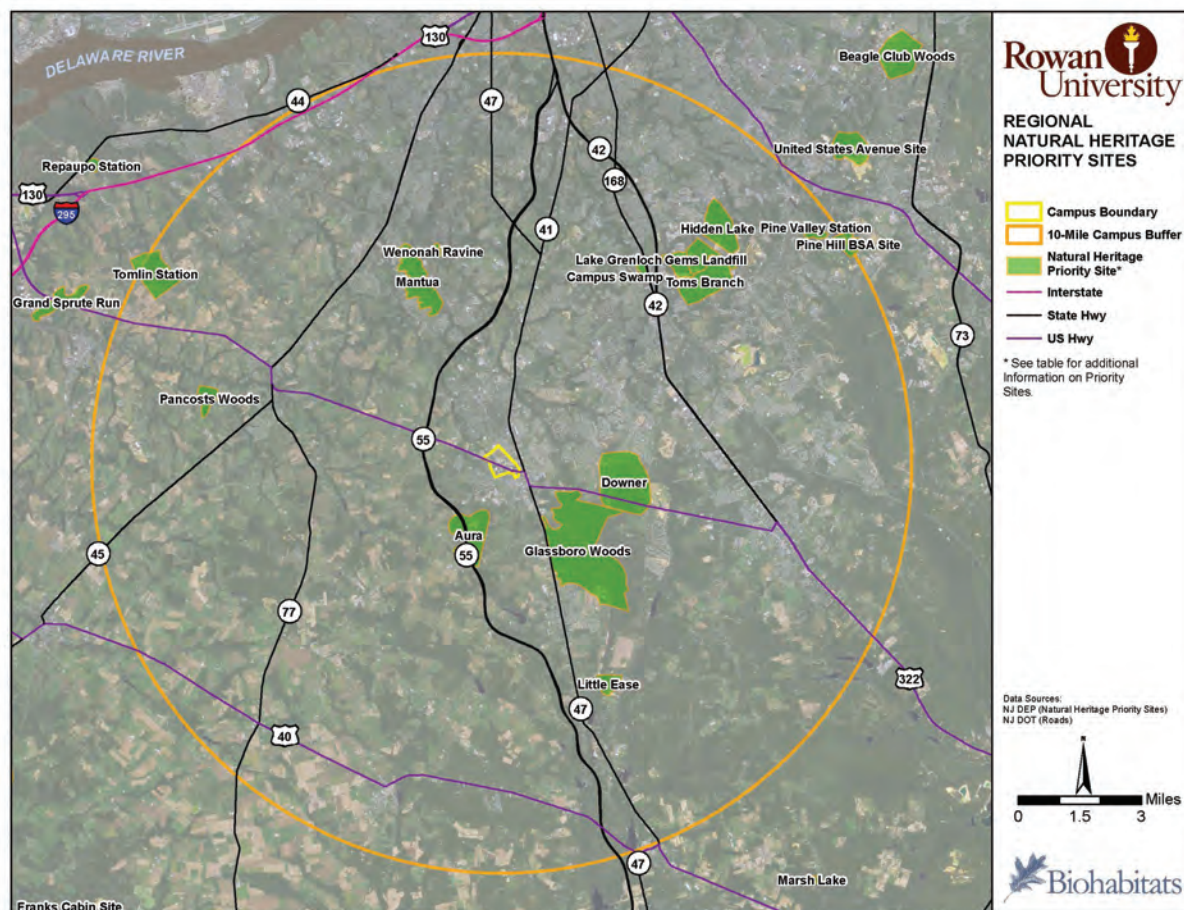 DELAWARE RIVER
130
44
47
Beagle Club Woods
42
168
United States Avenue Site
Repaupo Station
130
295
41
Hidden Lake
Pine Valley Station
Pine Hill BSA Site
Wenonah Ravine
Mantua
Lake Grenloch
Gems Landfill
Campus Swamp
Toms Branch
Tomlin Station
Grand Sprute Run
42
73
Pancosts Woods
55
Downer
Aura
55
Glassboro Woods
45
77
Little Ease
47
322
40
47
Marsh Lake
Franks Cabin Site
Rowan
University
REGIONAL
NATURAL HERITAGE
PRIORITY SITES
Campus Boundary
10-Mile Campus Buffer
Natural Heritage
Priority Site*
Interstate
State Hwy
US Hwy
* See table for additional
Information on Priority
Sites.
Data Sources:
NJ DEP (Natural Heritage Priority Sites)
NJ DOT (Roads)
N
Miles
0 1.5 3
Biohabitats